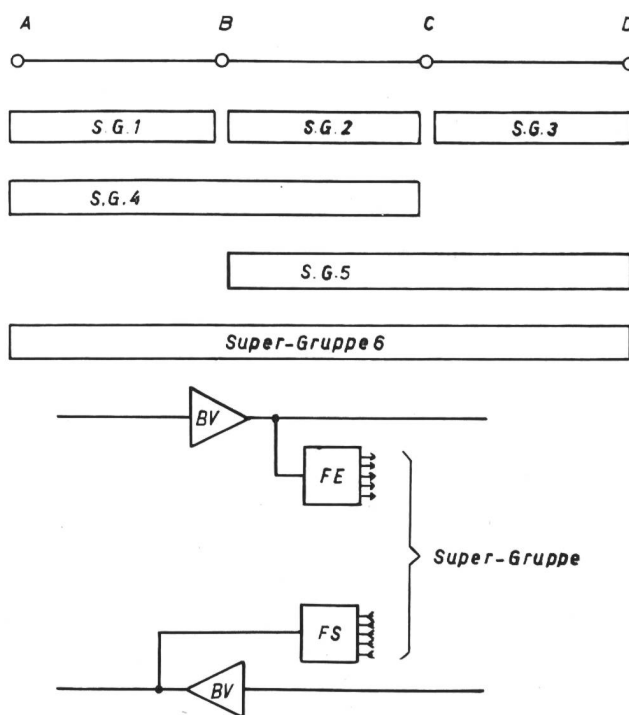 A B C D
S.G.1 S.G.2 S.G.3
S.G.4
S.G.5
Super-Gruppe 6
BV
FE
Super-Gruppe
FS
BV